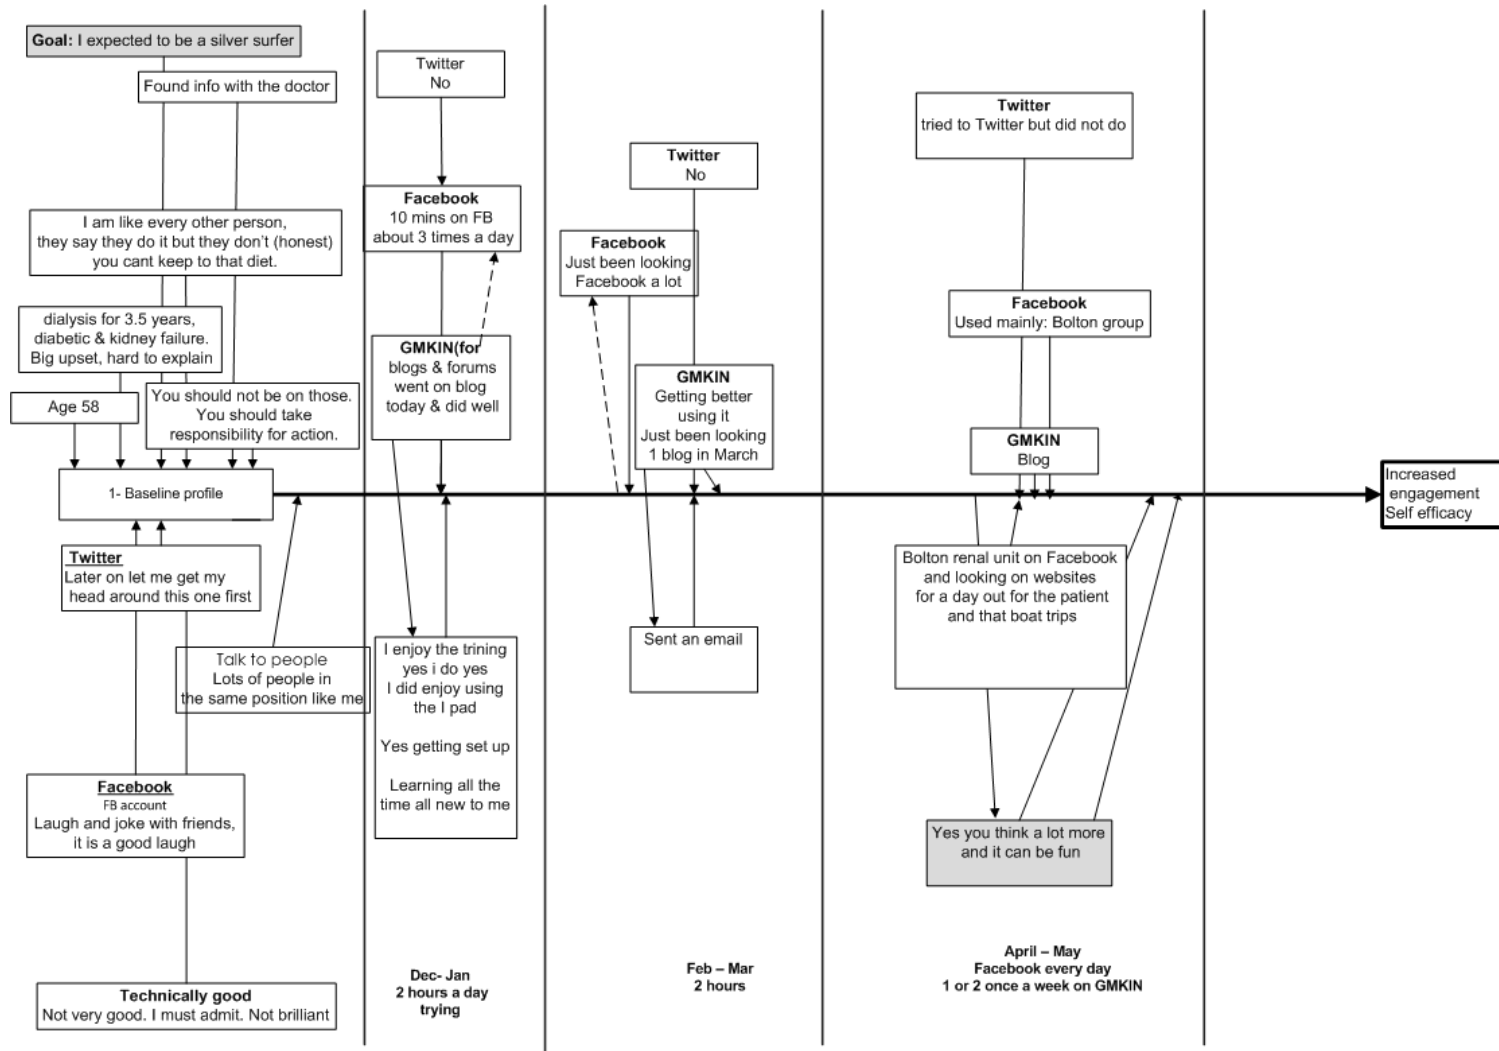 Goal: I expected to be a silver surfer
Found info with the doctor
I am like every other person,
they say they do it but they don't (honest)
you cant keep to that diet.
dialysis for 3.5 years,
diabetic & kidney failure.
Big upset, hard to explain
Age 58
You should not be on those.
You should take
responsibility for action.
1- Baseline profile
Twitter
Later on let me get my
head around this one first
Talk to people
Lots of people in
the same position like me
Facebook
FB account
Laugh and joke with friends,
it is a good laugh
Technically good
Not very good. I must admit. Not brilliant
Twitter
No
Facebook
10 mins on FB
about 3 times a day
GMKIN(for
blogs & forums
went on blog
today & did well
I enjoy the trining
yes i do yes
I did enjoy using
the I pad
Yes getting set up
Learning all the
time all new to me
Dec- Jan
2 hours a day
trying
Twitter
No
Facebook
Just been looking
Facebook a lot
GMKIN
Getting better
using it
Just been looking
1 blog in March
Sent an email
Feb – Mar
2 hours
Twitter
tried to Twitter but did not do
Facebook
Used mainly: Bolton group
GMKIN
Blog
Bolton renal unit on Facebook
and looking on websites
for a day out for the patient
and that boat trips
Yes you think a lot more
and it can be fun
April – May
Facebook every day
1 or 2 once a week on GMKIN
Increased
engagement
Self efficacy